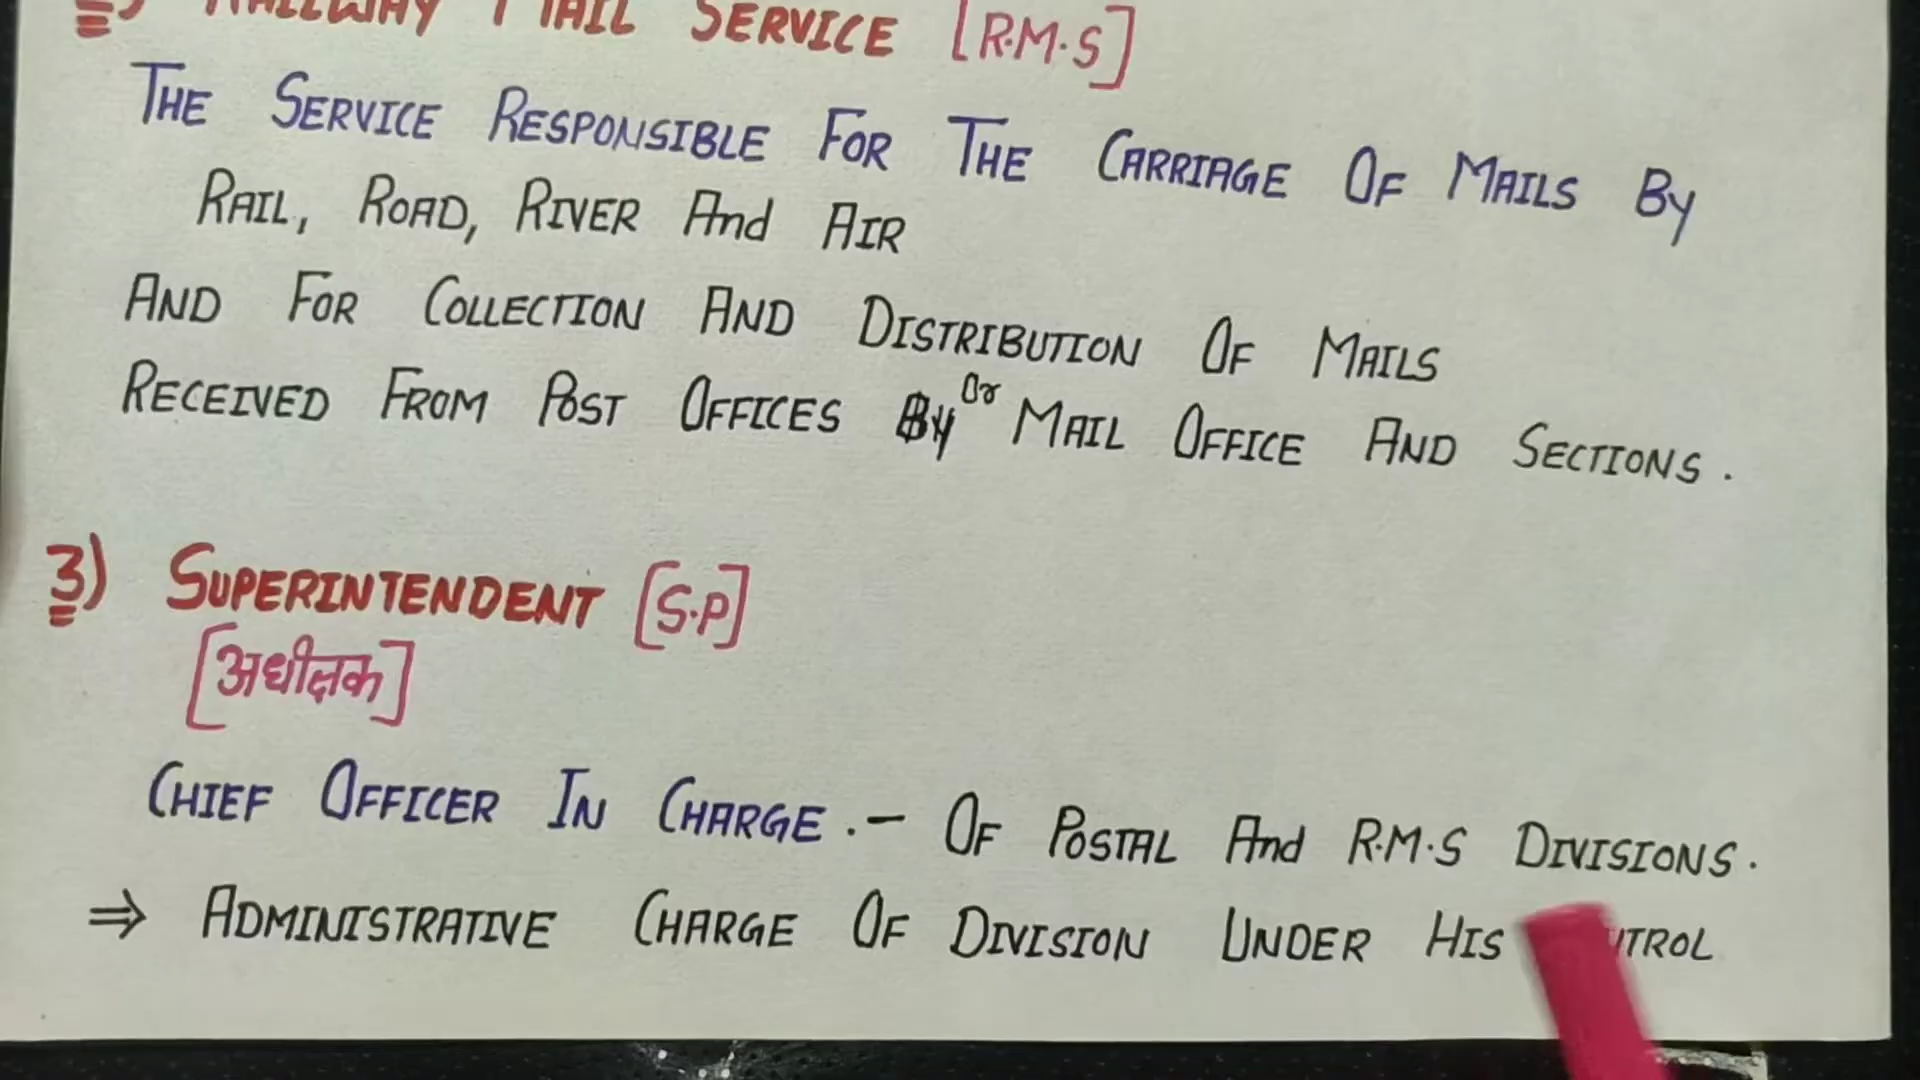 RAILWAY MAIL SERVICE [R.M.S]
THE SERVICE RESPONSIBLE FOR THE CARRIAGE OF MAILS BY
RAIL, ROAD, RIVER And AIR
AND FOR COLLECTION AND DISTRIBUTION OF MAILS
RECEIVED FROM POST OFFICES By Or MAIL OFFICE AND SECTIONS.
3) SUPERINTENDENT [S.P]
[अधीक्षक]
CHIEF OFFICER IN CHARGE.- OF POSTAL And R.M.S DIVISIONS.
⇒ ADMINISTRATIVE CHARGE OF DIVISION UNDER HIS